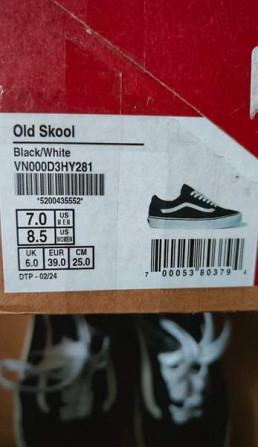 Old Skool
Black/White
VN000D3HY281
*5200435552*
7.0 US MEN
8.5 US WOMEN
UK EUR CM
6.0 39.0 25.0
DTP - 02/24
7 00053 80379 4